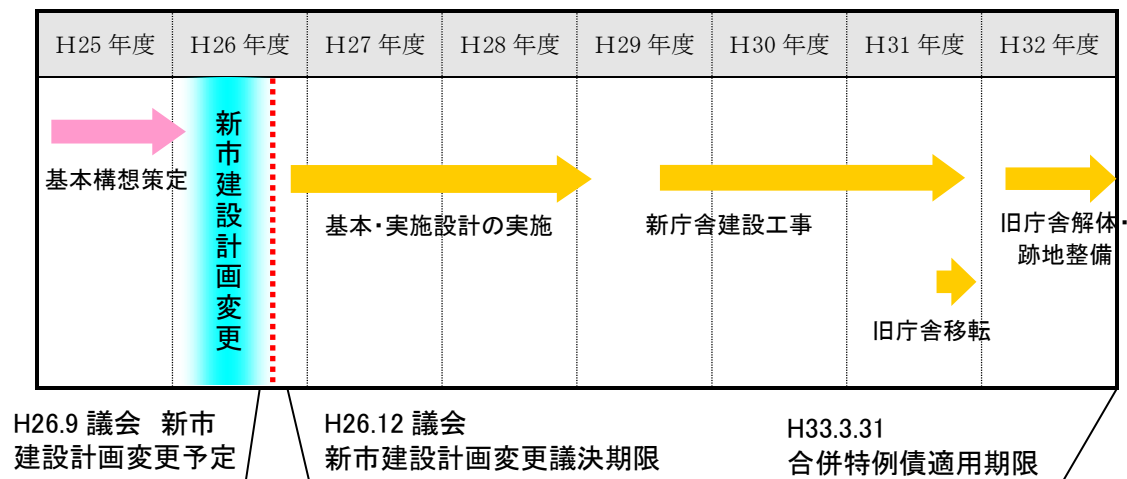 H25 年度
H26 年度
H27 年度
H28 年度
H29 年度
H30 年度
H31 年度
H32 年度
基本構想策定
新市建設計画変更
基本・実施設計の実施
新庁舎建設工事
旧庁舎移転
旧庁舎解体・
跡地整備
H26.9 議会 新市
建設計画変更予定
H26.12 議会
新市建設計画変更議決期限
H33.3.31
合併特例債適用期限